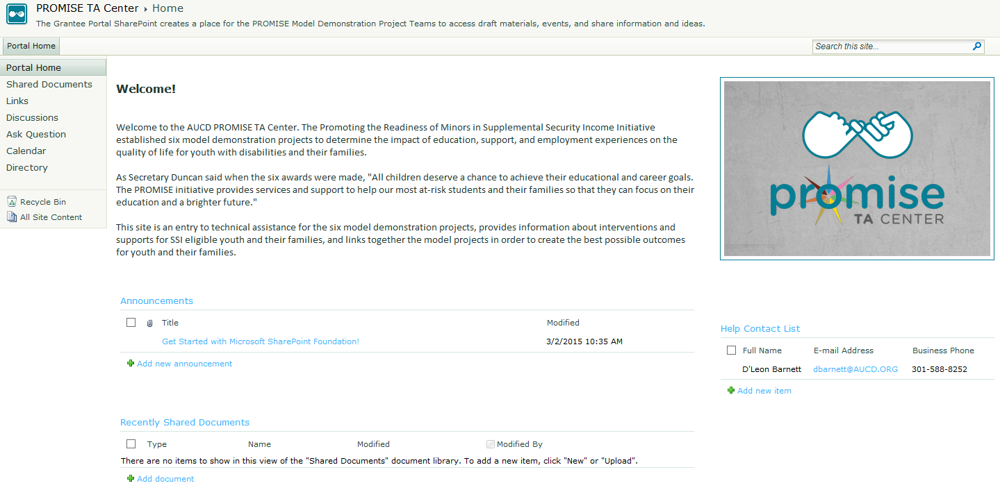 PROMISE TA Center ▸ Home
The Grantee Portal SharePoint creates a place for the PROMISE Model Demonstration Project Teams to access draft materials, events, and share information and ideas.
Portal Home
Search this site...
Portal Home
Shared Documents
Links
Discussions
Ask Question
Calendar
Directory
Recycle Bin
All Site Content
Welcome!
Welcome to the AUCD PROMISE TA Center. The Promoting the Readiness of Minors in Supplemental Security Income Initiative
established six model demonstration projects to determine the impact of education, support, and employment experiences on the
quality of life for youth with disabilities and their families.
As Secretary Duncan said when the six awards were made, "All children deserve a chance to achieve their educational and career goals.
The PROMISE initiative provides services and support to help our most at-risk students and their families so that they can focus on their
education and a brighter future."
This site is an entry to technical assistance for the six model demonstration projects, provides information about interventions and
supports for SSI eligible youth and their families, and links together the model projects in order to create the best possible outcomes
for youth and their families.
promise
TA CENTER
Announcements
Title Modified
Get Started with Microsoft SharePoint Foundation! 3/2/2015 10:35 AM
Add new announcement
Help Contact List
Full Name E-mail Address Business Phone
D'Leon Barnett dbarnett@AUCD.ORG 301-588-8252
Add new item
Recently Shared Documents
Type Name Modified Modified By
There are no items to show in this view of the "Shared Documents" document library. To add a new item, click "New" or "Upload".
Add document